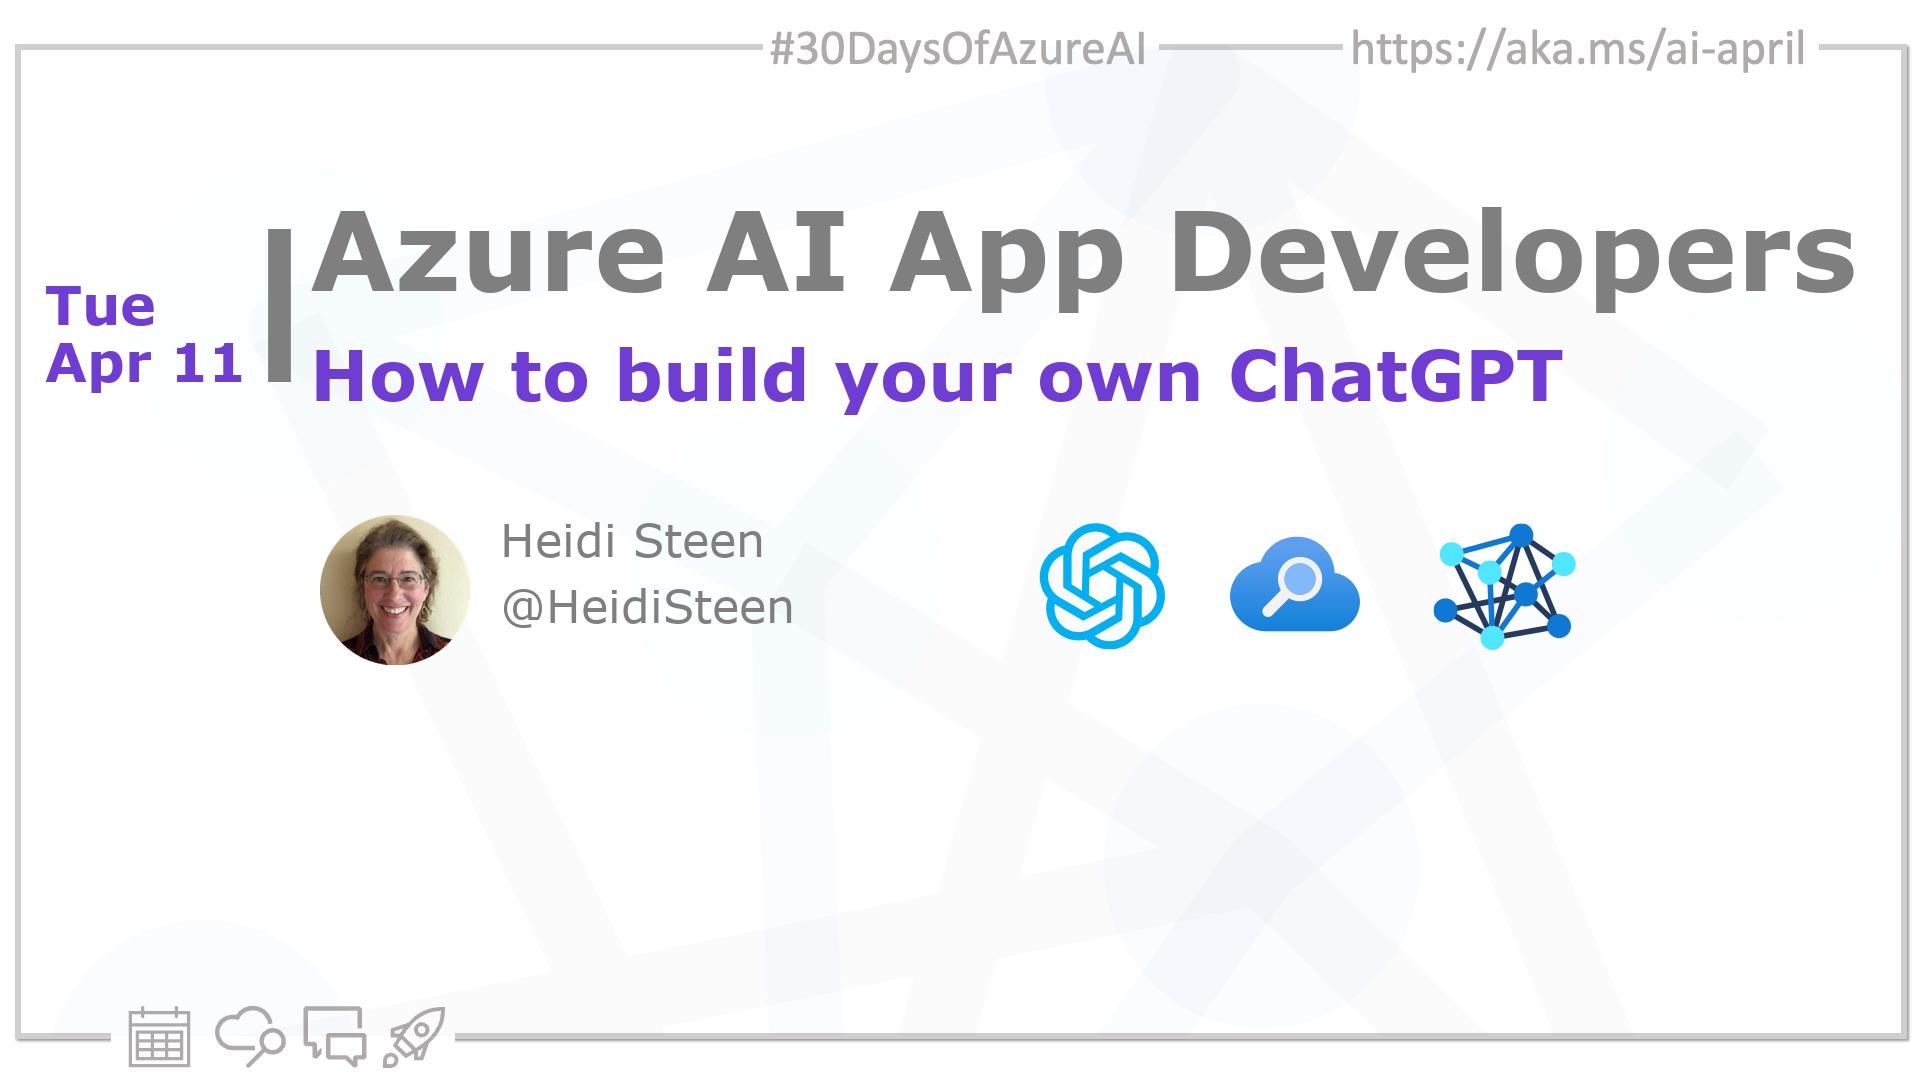 #30DaysOfAzureAI
https://aka.ms/ai-april
Azure AI App Developers
Tue
Apr 11
How to build your own ChatGPT
Heidi Steen
@HeidiSteen